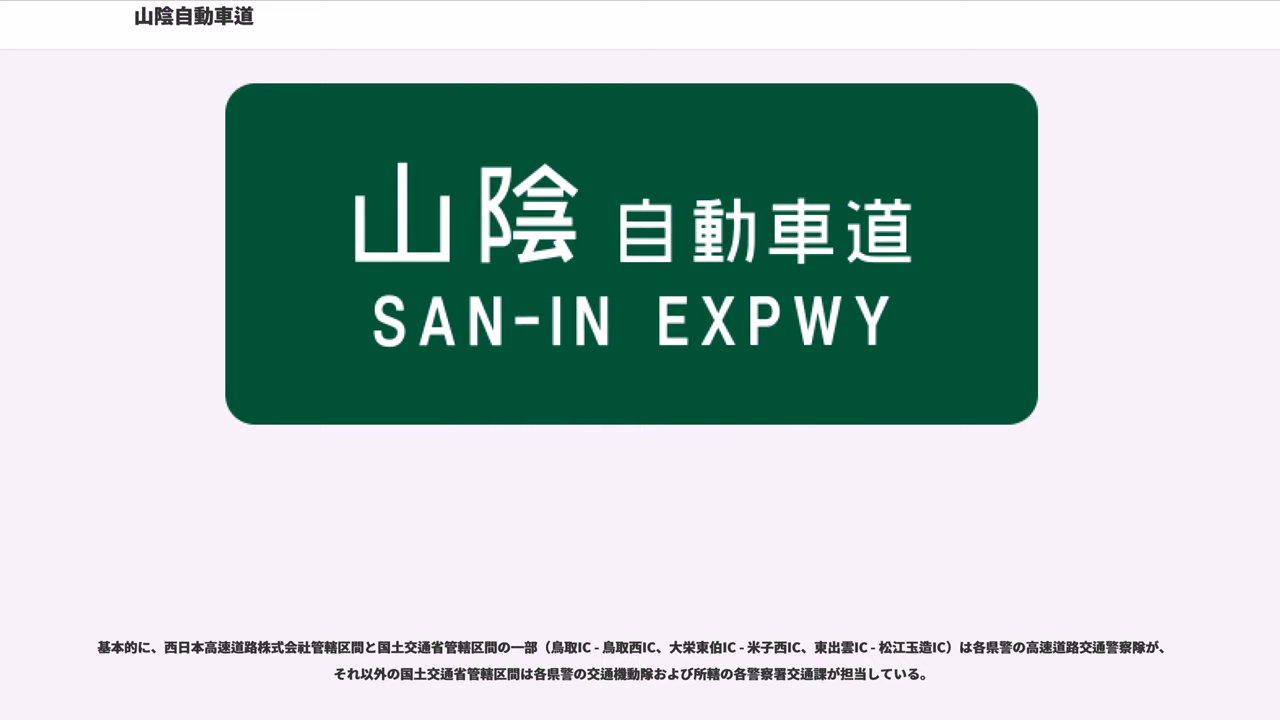 山陰自動車道
山陰 自動車道
SAN-IN EXPWY
基本的に、西日本高速道路株式会社管轄区間と国土交通省管轄区間の一部（鳥取IC - 鳥取西IC、大栄東伯IC - 米子西IC、東出雲IC - 松江玉造IC）は各県警の高速道路交通警察隊が、
それ以外の国土交通省管轄区間は各県警の交通機動隊および所轄の各警察署交通課が担当している。